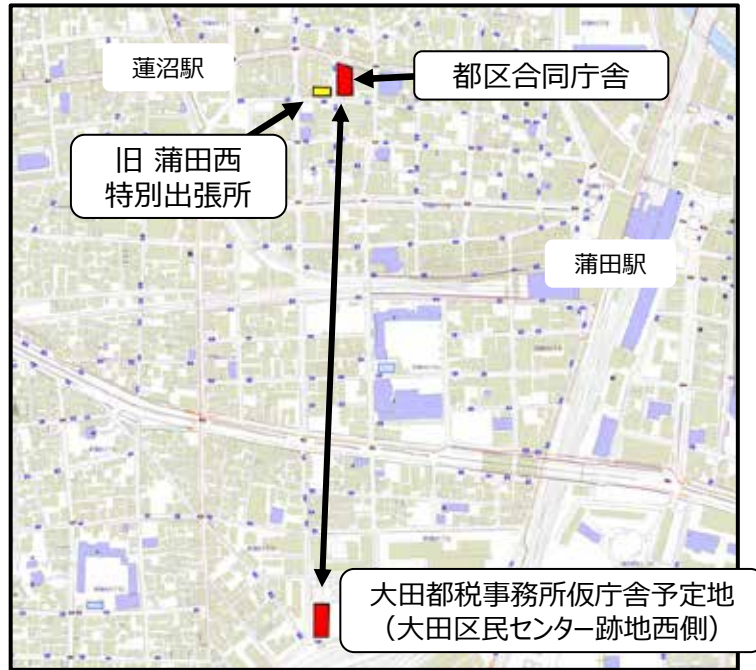 蓮沼駅
都区合同庁舎
旧 蒲田西
特別出張所
蒲田駅
大田都税事務所仮庁舎予定地
（大田区民センター跡地西側）